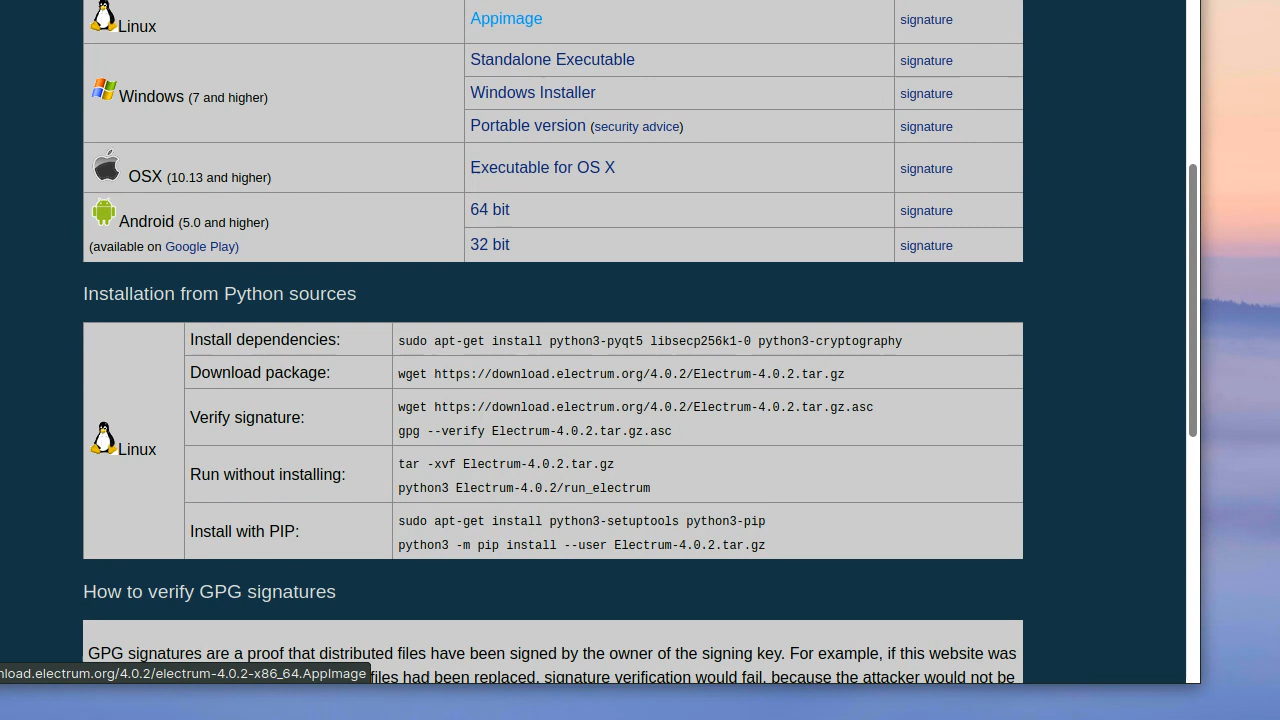 Linux Appimage signature
Standalone Executable signature
Windows (7 and higher) Windows Installer signature
Portable version (security advice) signature
OSX (10.13 and higher) Executable for OS X signature
Android (5.0 and higher) 64 bit signature
(available on Google Play) 32 bit signature
Installation from Python sources
Install dependencies: sudo apt-get install python3-pyqt5 libsecp256k1-0 python3-cryptography
Download package: wget https://download.electrum.org/4.0.2/Electrum-4.0.2.tar.gz
Verify signature: wget https://download.electrum.org/4.0.2/Electrum-4.0.2.tar.gz.asc
gpg --verify Electrum-4.0.2.tar.gz.asc
Linux
Run without installing: tar -xvf Electrum-4.0.2.tar.gz
python3 Electrum-4.0.2/run_electrum
Install with PIP: sudo apt-get install python3-setuptools python3-pip
python3 -m pip install --user Electrum-4.0.2.tar.gz
How to verify GPG signatures
GPG signatures are a proof that distributed files have been signed by the owner of the signing key. For example, if this website was
files had been replaced, signature verification would fail, because the attacker would not be
nload.electrum.org/4.0.2/electrum-4.0.2-x86_64.AppImage